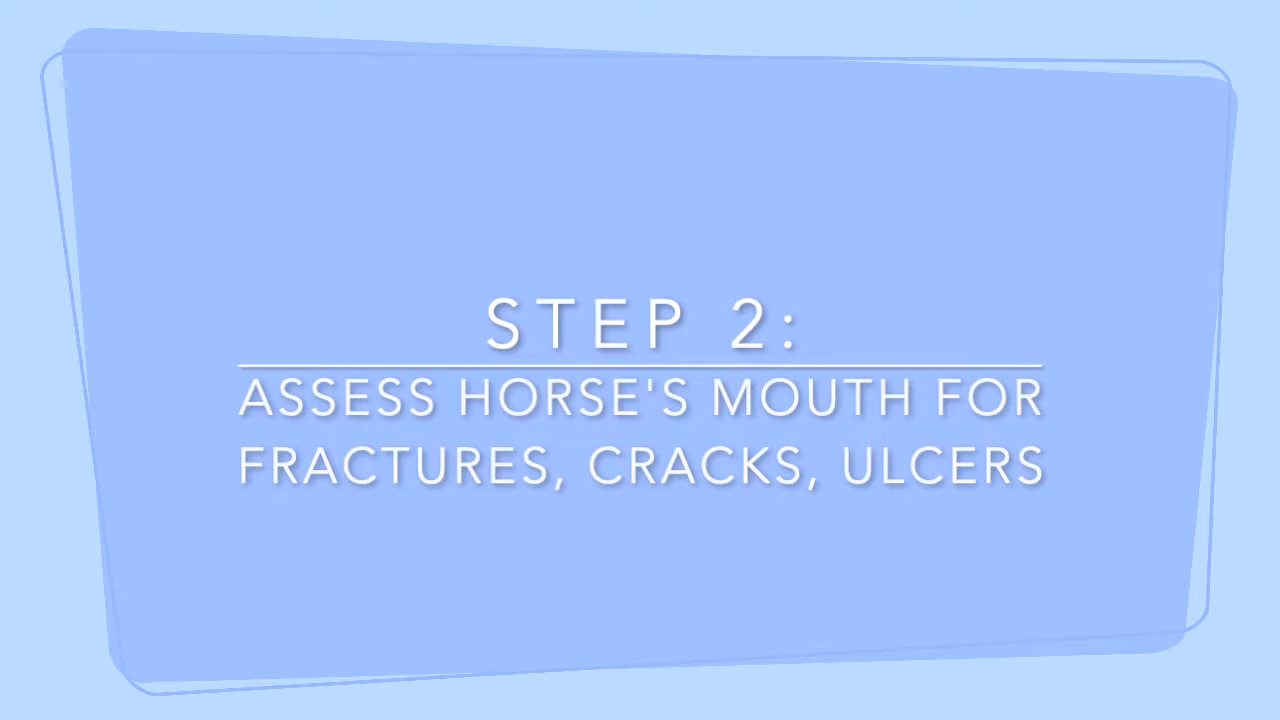 STEP 2:
ASSESS HORSE'S MOUTH FOR
FRACTURES, CRACKS, ULCERS